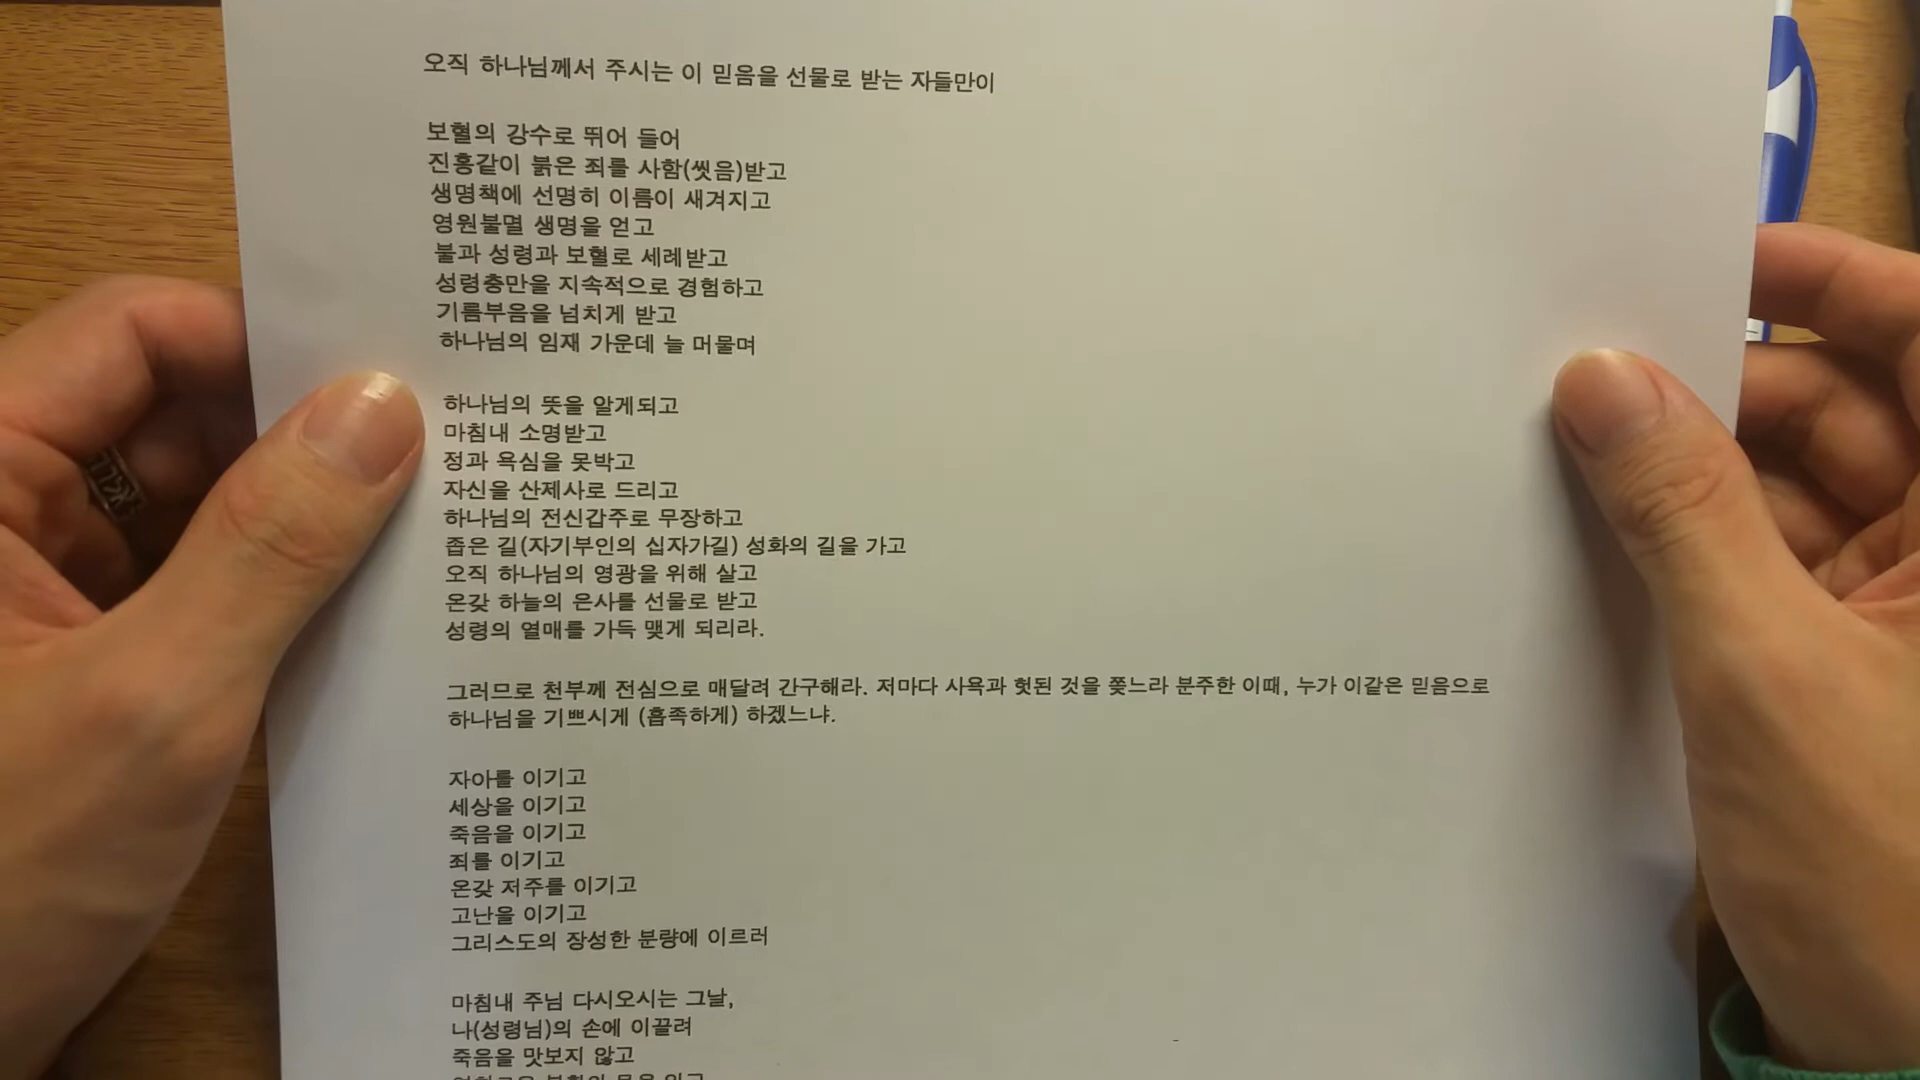 오직 하나님께서 주시는 이 믿음을 선물로 받는 자들만이
보혈의 강수로 뛰어 들어
진홍같이 붉은 죄를 사함(씻음)받고
생명책에 선명히 이름이 새겨지고
영원불멸 생명을 얻고
불과 성령과 보혈로 세례받고
성령충만을 지속적으로 경험하고
기름부음을 넘치게 받고
하나님의 임재 가운데 늘 머물며
하나님의 뜻을 알게되고
마침내 소명받고
정과 욕심을 못박고
자신을 산제사로 드리고
하나님의 전신갑주로 무장하고
좁은 길(자기부인의 십자가길) 성화의 길을 가고
오직 하나님의 영광을 위해 살고
온갖 하늘의 은사를 선물로 받고
성령의 열매를 가득 맺게 되리라.
그러므로 천부께 전심으로 매달려 간구해라. 저마다 사욕과 헛된 것을 쫓느라 분주한 이때, 누가 이같은 믿음으로
하나님을 기쁘시게 (흡족하게) 하겠느냐.
자아를 이기고
세상을 이기고
죽음을 이기고
죄를 이기고
온갖 저주를 이기고
고난을 이기고
그리스도의 장성한 분량에 이르러
마침내 주님 다시오시는 그날,
나(성령님)의 손에 이끌려
죽음을 맛보지 않고